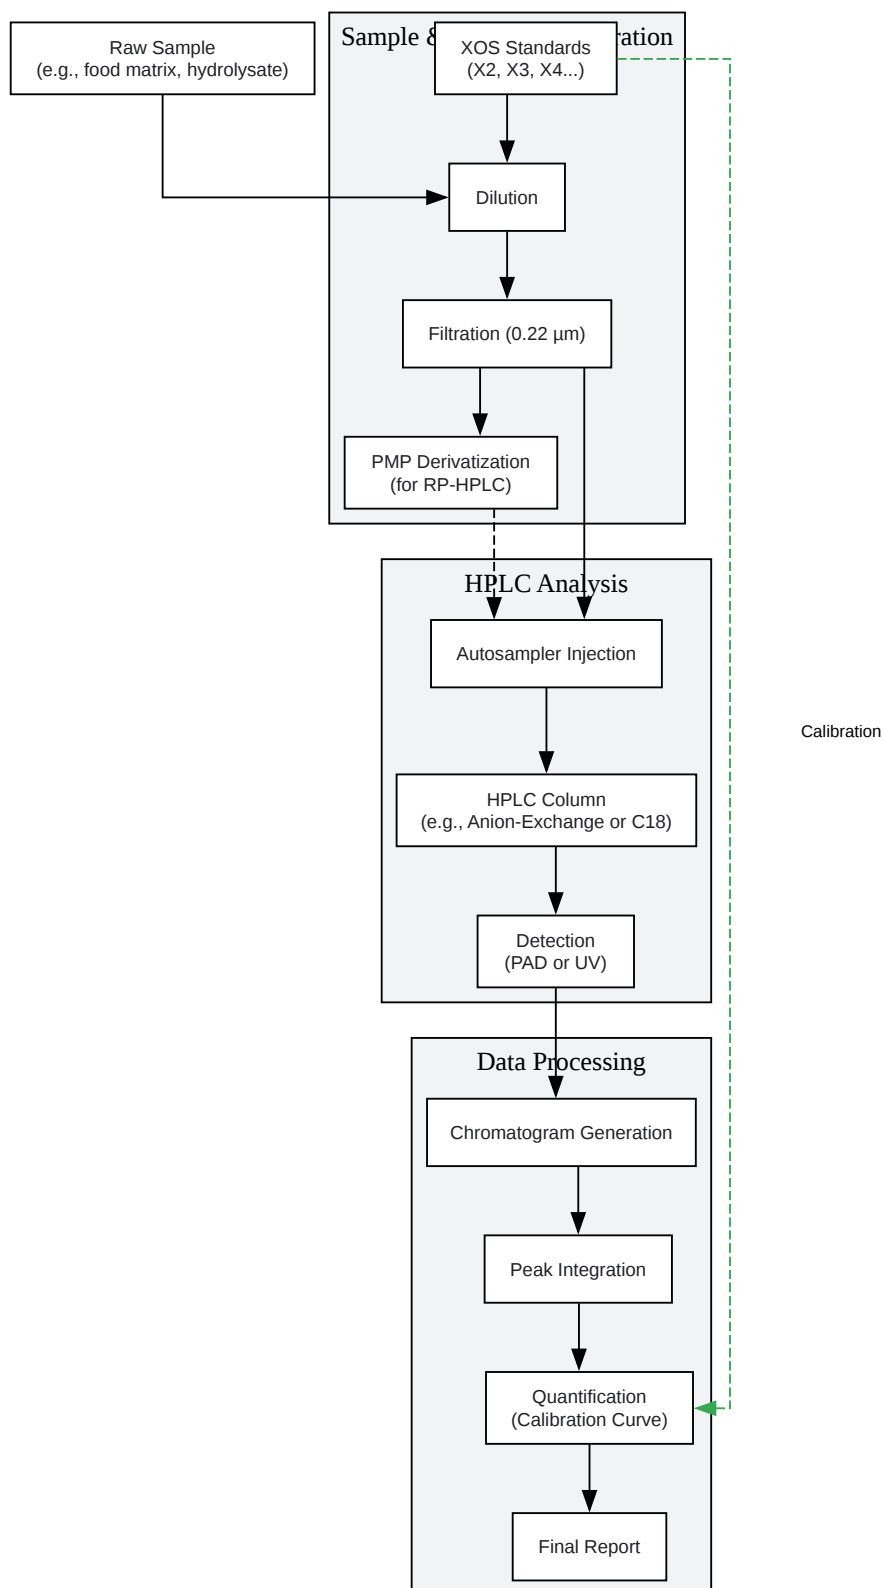 Raw Sample
(e.g., food matrix, hydrolysate)
Sample &
XOS Standards
(X2, X3, X4...)
Dilution
Filtration (0.22 µm)
PMP Derivatization
(for RP-HPLC)
HPLC Analysis
Autosampler Injection
HPLC Column
(e.g., Anion-Exchange or C18)
Detection
(PAD or UV)
Calibration
Data Processing
Chromatogram Generation
Peak Integration
Quantification
(Calibration Curve)
Final Report